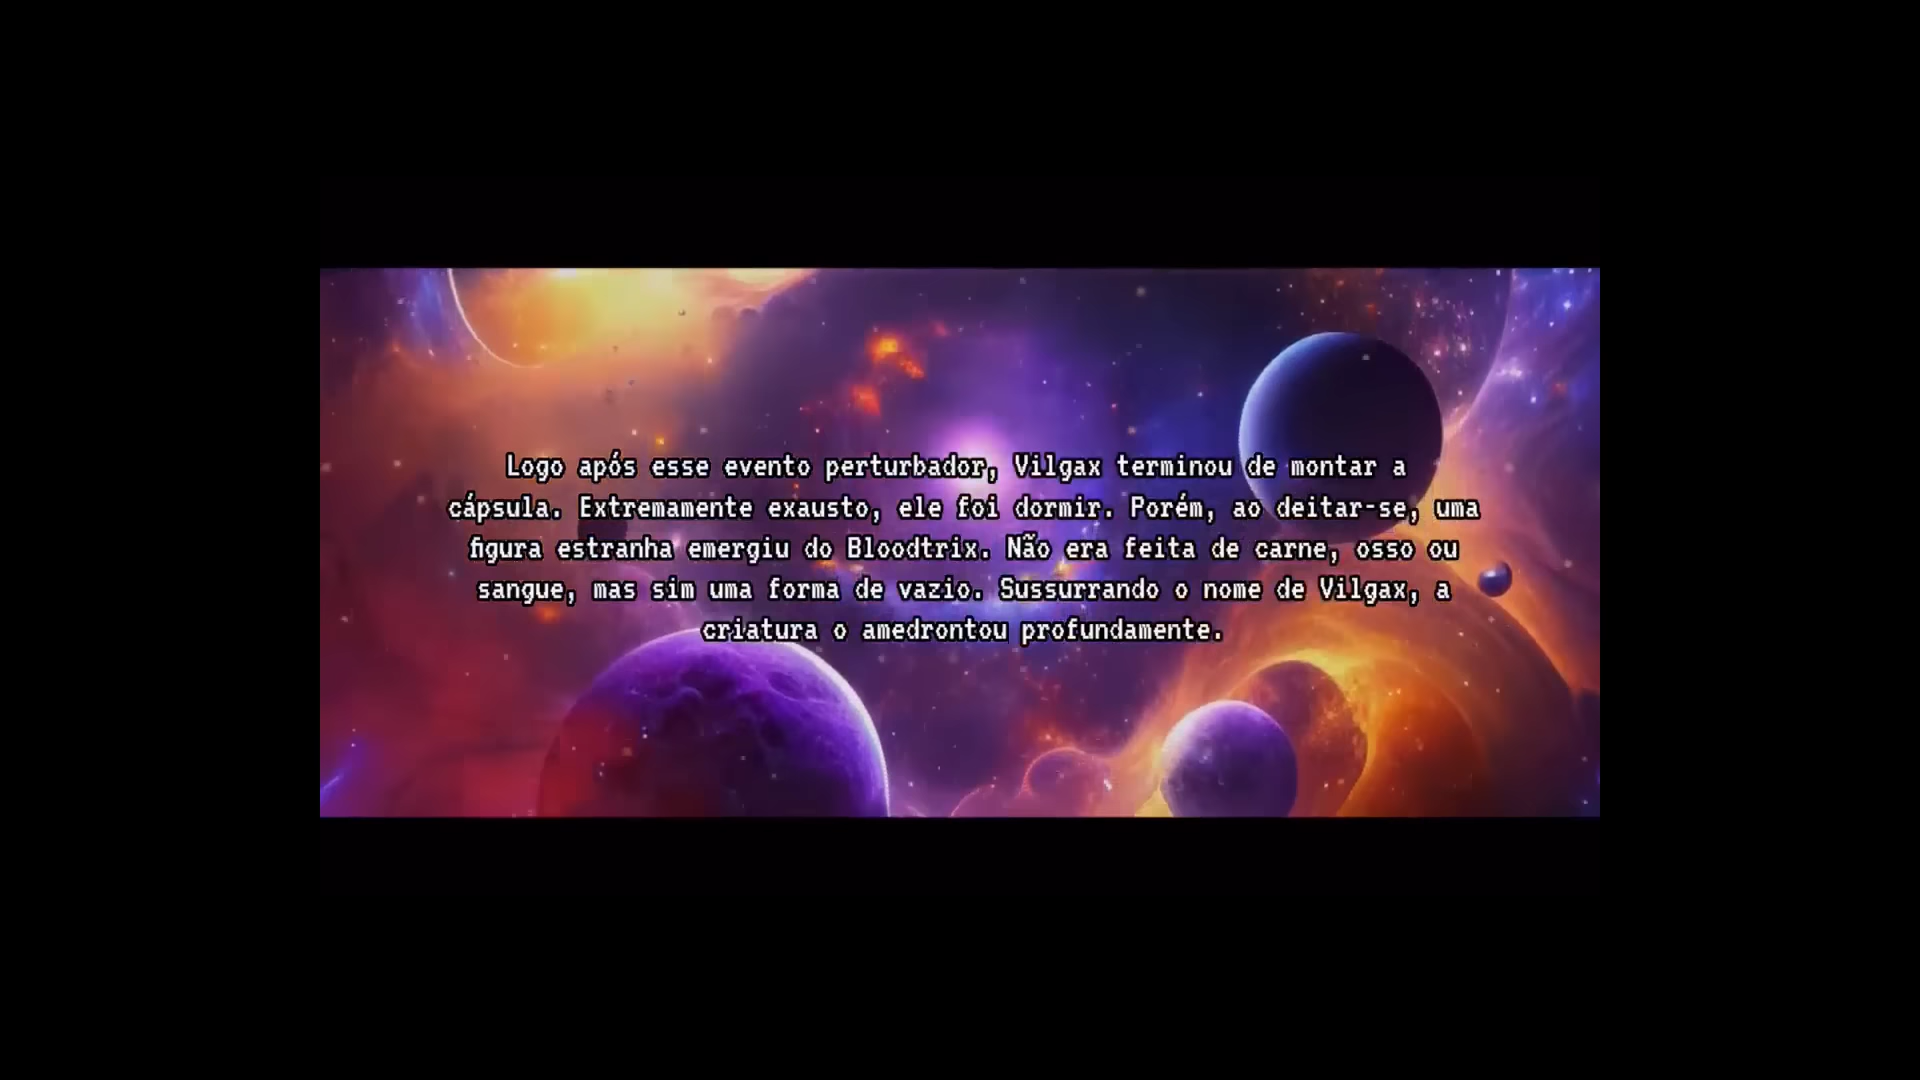 Logo após esse evento perturbador, Vilgax terminou de montar a
cápsula. Extremamente exausto, ele foi dormir. Porém, ao deitar-se, uma
figura estranha emergiu do Bloodtrix. Não era feita de carne, osso ou
sangue, mas sim uma forma de vazio. Sussurrando o nome de Vilgax, a
criatura o amedrontou profundamente.